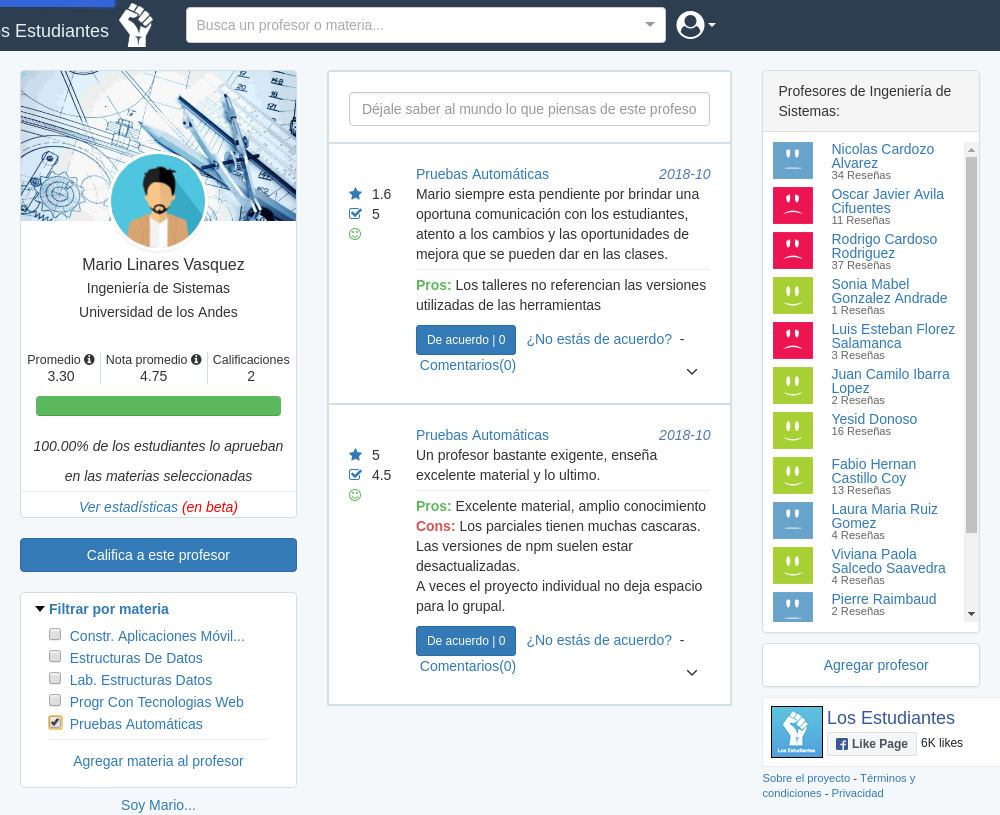 os Estudiantes
Busca un profesor o materia...
Mario Linares Vasquez
Ingeniería de Sistemas
Universidad de los Andes
Promedio Nota promedio Calificaciones
3.30 4.75 2
100.00% de los estudiantes lo aprueban
en las materias seleccionadas
Ver estadísticas (en beta)
Califica a este profesor
Filtrar por materia
Constr. Aplicaciones Móvil...
Estructuras De Datos
Lab. Estructuras Datos
Progr Con Tecnologias Web
Pruebas Automáticas
Agregar materia al profesor
Soy Mario...
Déjale saber al mundo lo que piensas de este profeso
Pruebas Automáticas 2018-10
1.6
5
Mario siempre esta pendiente por brindar una
oportuna comunicación con los estudiantes,
atento a los cambios y las oportunidades de
mejora que se pueden dar en las clases.
Pros: Los talleres no referencian las versiones
utilizadas de las herramientas
De acuerdo | 0 ¿No estás de acuerdo? -
Comentarios(0)
Pruebas Automáticas 2018-10
5
4.5
Un profesor bastante exigente, enseña
excelente material y lo ultimo.
Pros: Excelente material, amplio conocimiento
Cons: Los parciales tienen muchas cascaras.
Las versiones de npm suelen estar
desactualizadas.
A veces el proyecto individual no deja espacio
para lo grupal.
De acuerdo | 0 ¿No estás de acuerdo? -
Comentarios(0)
Profesores de Ingeniería de
Sistemas:
Nicolas Cardozo
Alvarez
34 Reseñas
Oscar Javier Avila
Cifuentes
11 Reseñas
Rodrigo Cardoso
Rodriguez
37 Reseñas
Sonia Mabel
Gonzalez Andrade
1 Reseñas
Luis Esteban Florez
Salamanca
3 Reseñas
Juan Camilo Ibarra
Lopez
2 Reseñas
Yesid Donoso
16 Reseñas
Fabio Hernan
Castillo Coy
13 Reseñas
Laura Maria Ruiz
Gomez
4 Reseñas
Viviana Paola
Salcedo Saavedra
4 Reseñas
Pierre Raimbaud
2 Reseñas
Agregar profesor
Los Estudiantes
Los Estudiantes
Like Page 6K likes
Sobre el proyecto - Términos y
condiciones - Privacidad